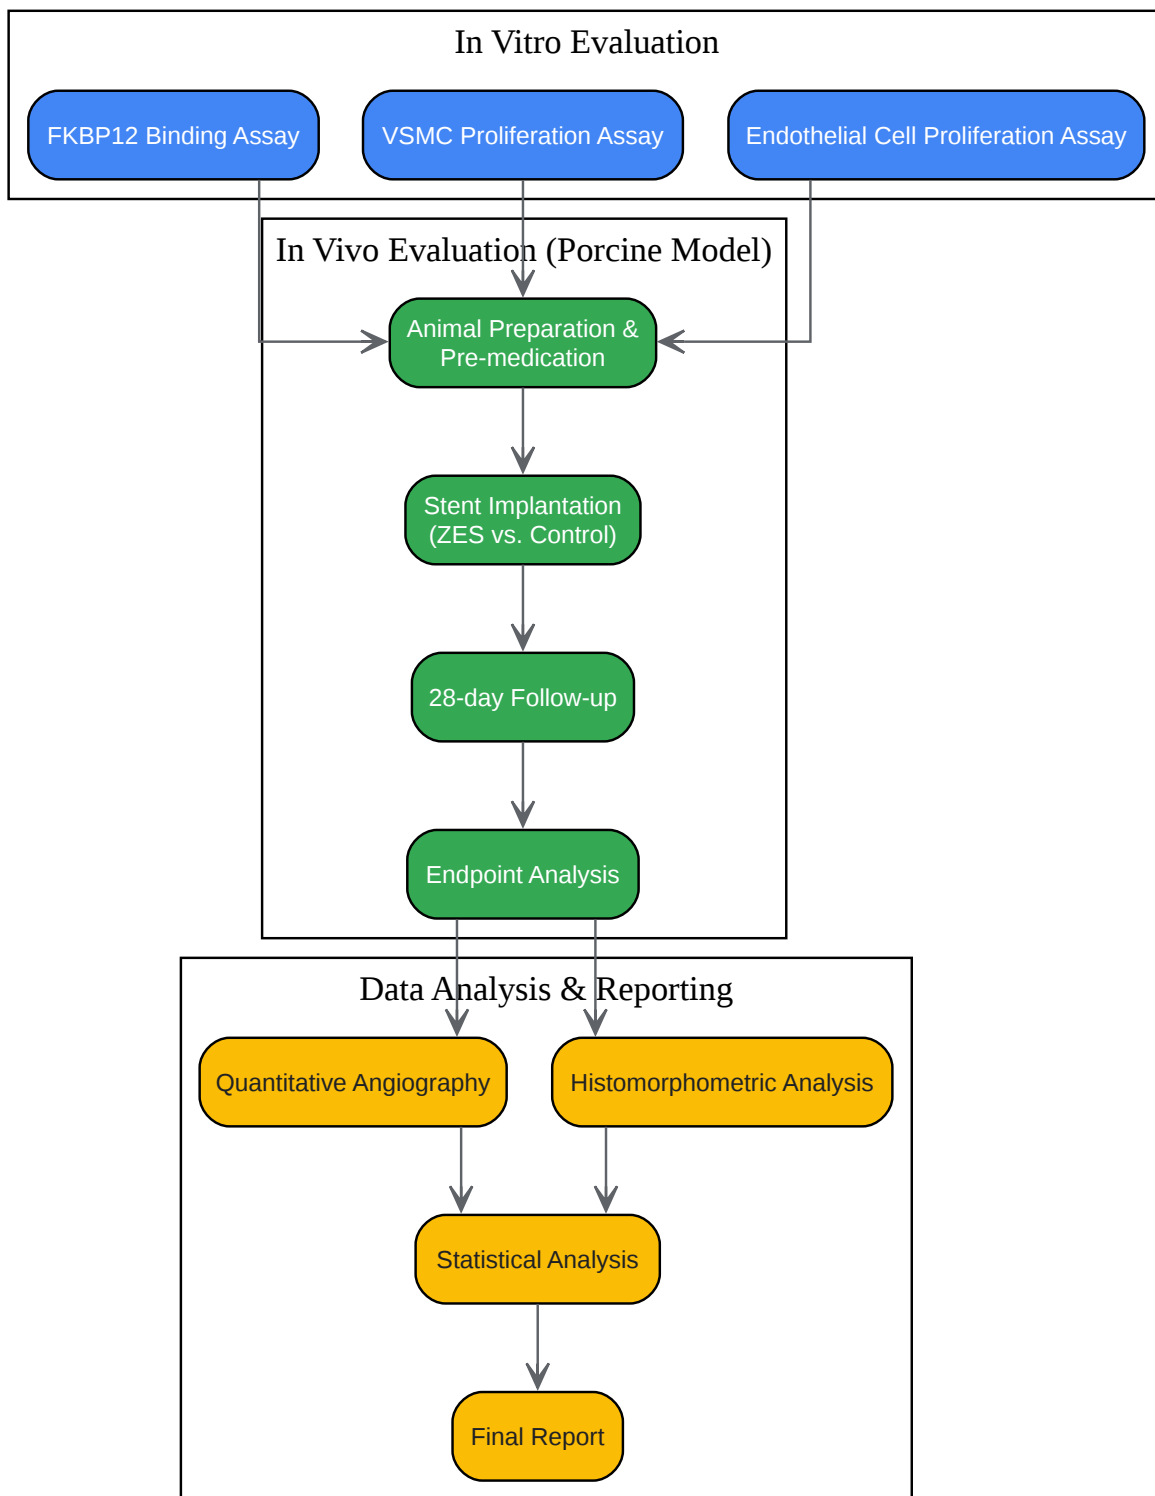 In Vitro Evaluation
FKBP12 Binding Assay
VSMC Proliferation Assay
Endothelial Cell Proliferation Assay
In Vivo Evaluation (Porcine Model)
Animal Preparation &
Pre-medication
Stent Implantation
(ZES vs. Control)
28-day Follow-up
Endpoint Analysis
Data Analysis & Reporting
Quantitative Angiography
Histomorphometric Analysis
Statistical Analysis
Final Report